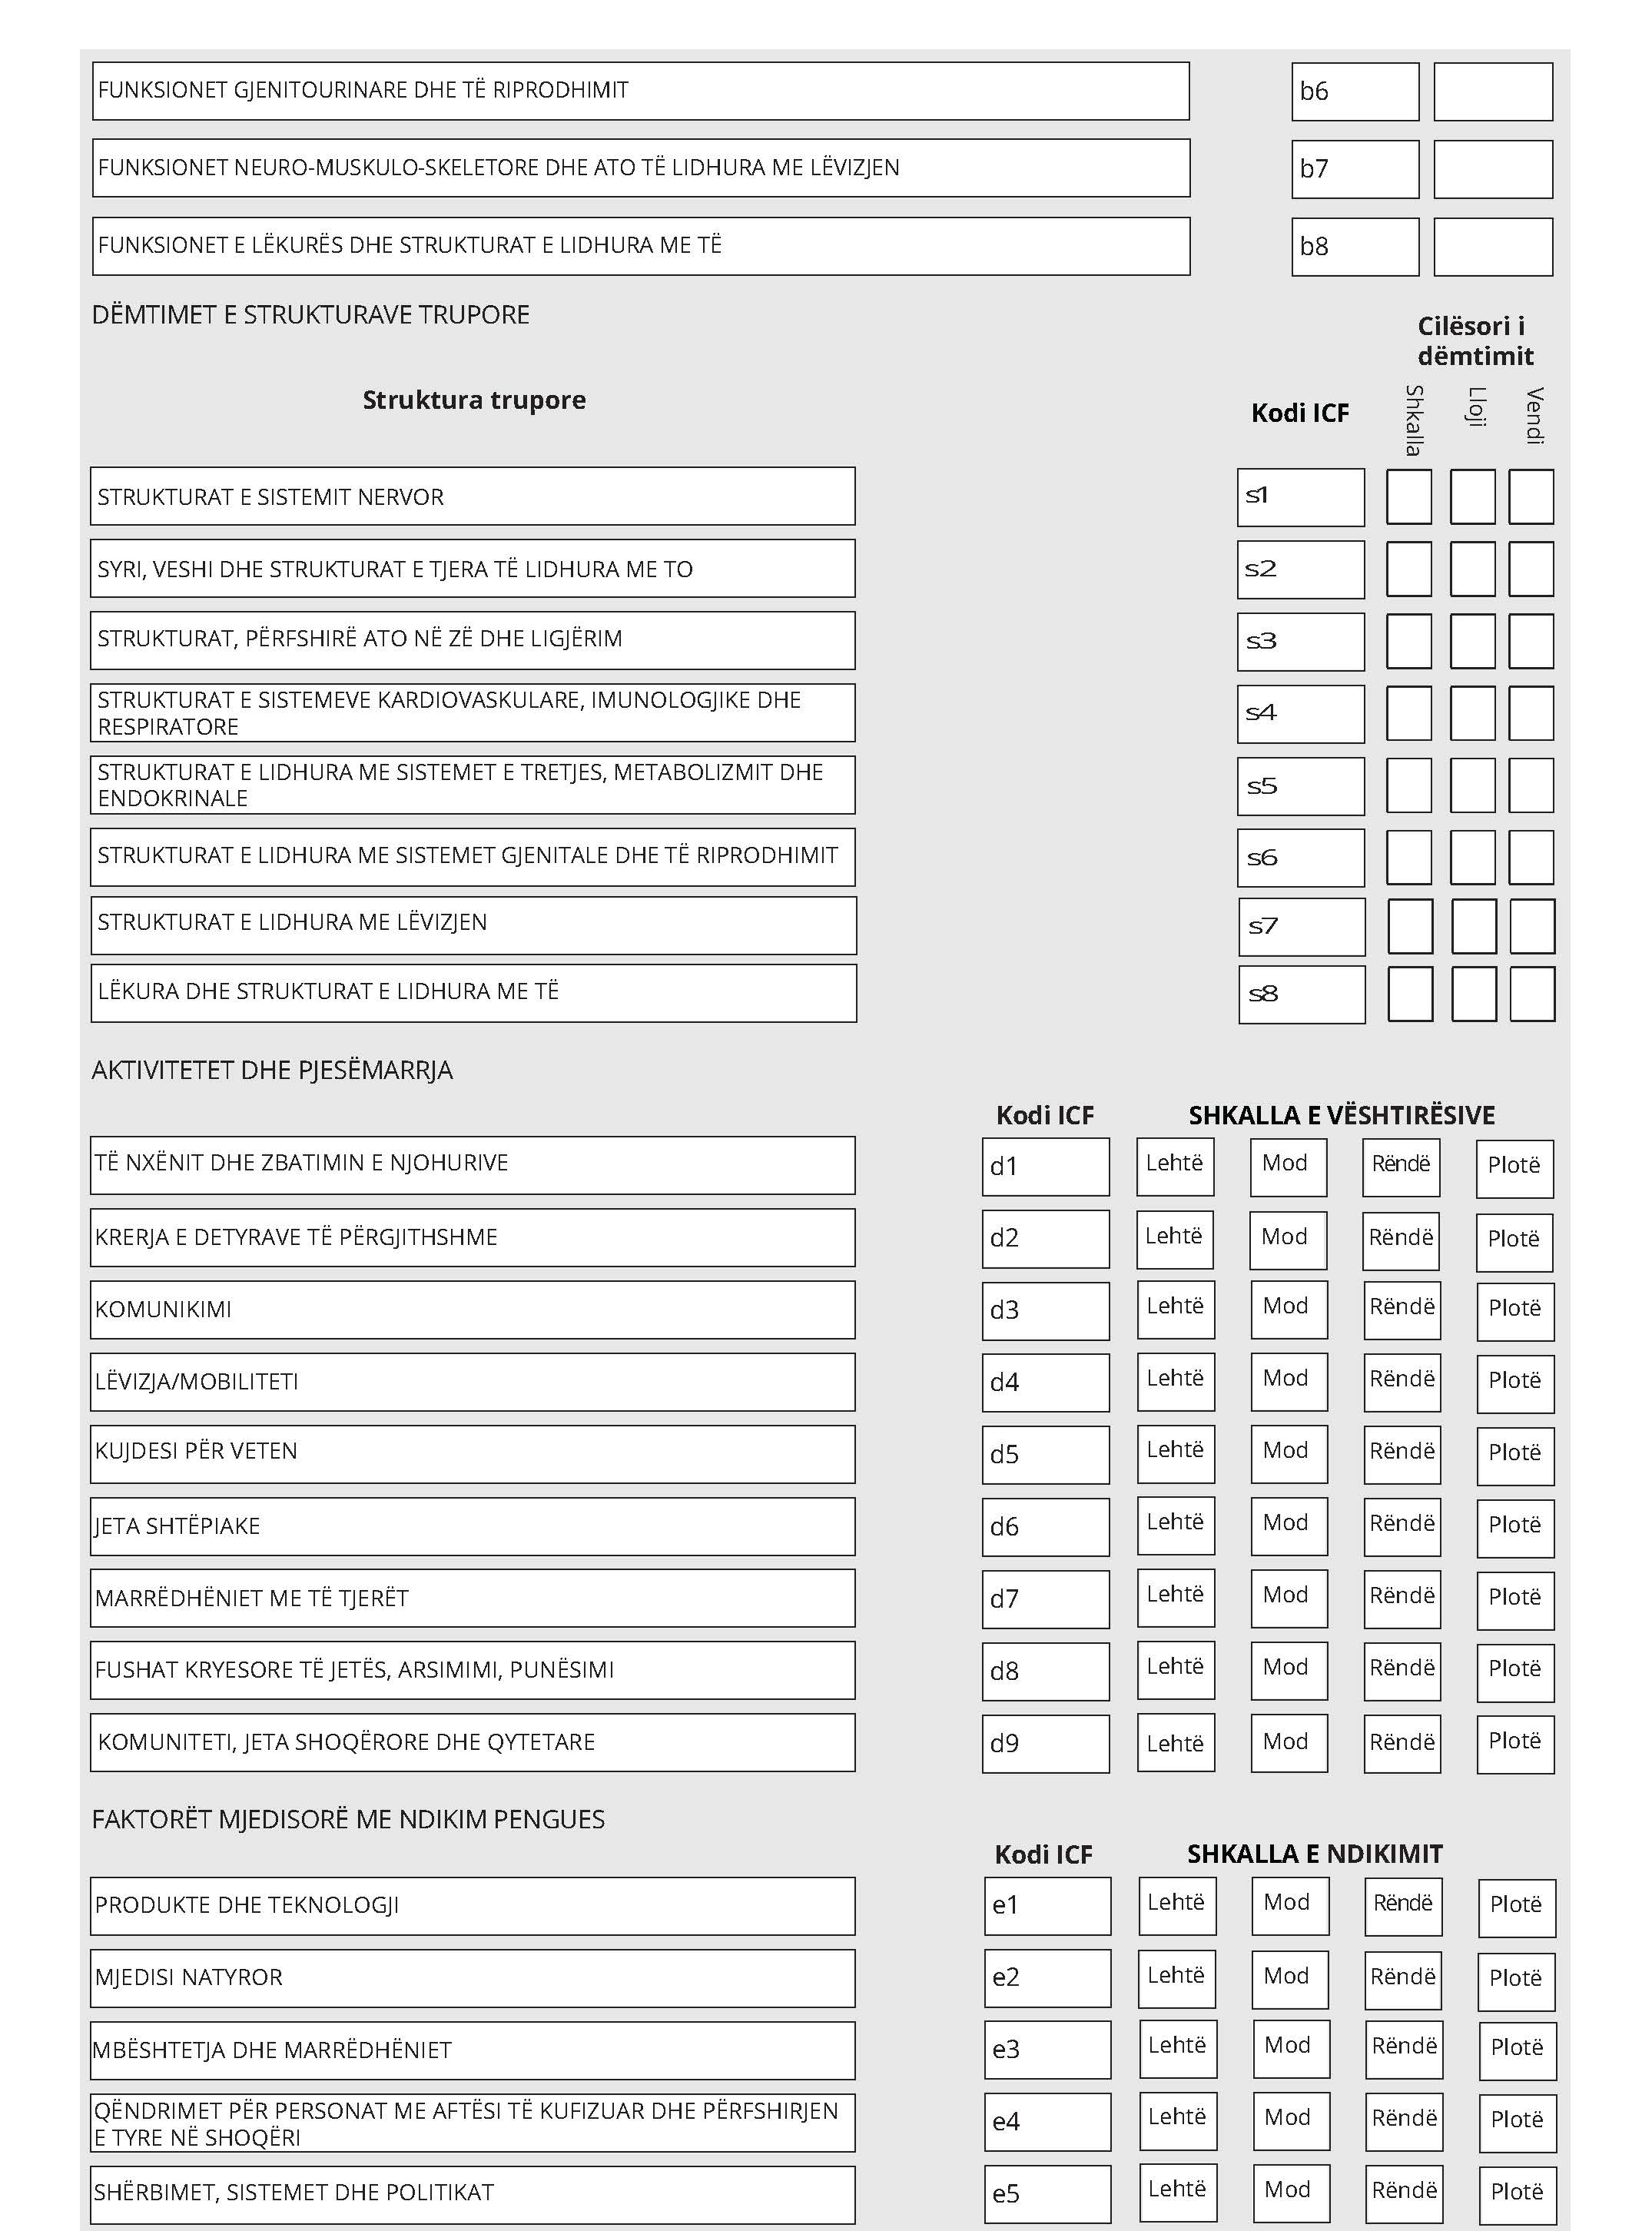 FUNKSIONET GJENITOURINARE DHE TË RIPRODHIMIT b6
FUNKSIONET NEURO-MUSKULO-SKELETORE DHE ATO TË LIDHURA ME LËVIZJEN b7
FUNKSIONET E LËKURËS DHE STRUKTURAT E LIDHURA ME TË b8
DËMTIMET E STRUKTURAVE TRUPORE
Cilësori i
dëmtimit
Struktura trupore Kodi ICF Shkalla Lloji Vendi
STRUKTURAT E SISTEMIT NERVOR s1
SYRI, VESHI DHE STRUKTURAT E TJERA TË LIDHURA ME TO s2
STRUKTURAT, PËRFSHIRË ATO NË ZË DHE LIGJËRIM s3
STRUKTURAT E SISTEMEVE KARDIOVASKULARE, IMUNOLOGJIKE DHE
RESPIRATORE s4
STRUKTURAT E LIDHURA ME SISTEMET E TRETJES, METABOLIZMIT DHE
ENDOKRINALE s5
STRUKTURAT E LIDHURA ME SISTEMET GJENITALE DHE TË RIPRODHIMIT s6
STRUKTURAT E LIDHURA ME LËVIZJEN s7
LËKURA DHE STRUKTURAT E LIDHURA ME TË s8
AKTIVITETET DHE PJESËMARRJA
Kodi ICF SHKALLA E VËSHTIRËSIVE
TË NXËNIT DHE ZBATIMIN E NJOHURIVE d1 Lehtë Mod Rëndë Plotë
KRERJA E DETYRAVE TË PËRGJITHSHME d2 Lehtë Mod Rëndë Plotë
KOMUNIKIMI d3 Lehtë Mod Rëndë Plotë
LËVIZJA/MOBILITETI d4 Lehtë Mod Rëndë Plotë
KUJDESI PËR VETEN d5 Lehtë Mod Rëndë Plotë
JETA SHTËPIAKE d6 Lehtë Mod Rëndë Plotë
MARRËDHËNIET ME TË TJERËT d7 Lehtë Mod Rëndë Plotë
FUSHAT KRYESORE TË JETËS, ARSIMIMI, PUNËSIMI d8 Lehtë Mod Rëndë Plotë
KOMUNITETI, JETA SHOQËRORE DHE QYTETARE d9 Lehtë Mod Rëndë Plotë
FAKTORËT MJEDISORË ME NDIKIM PENGUES
Kodi ICF SHKALLA E NDIKIMIT
PRODUKTE DHE TEKNOLOGJI e1 Lehtë Mod Rëndë Plotë
MJEDISI NATYROR e2 Lehtë Mod Rëndë Plotë
MBËSHTETJA DHE MARRËDHËNIET e3 Lehtë Mod Rëndë Plotë
QËNDRIMET PËR PERSONAT ME AFTËSI TË KUFIZUAR DHE PËRFSHIRJEN
E TYRE NË SHOQËRI e4 Lehtë Mod Rëndë Plotë
SHËRBIMET, SISTEMET DHE POLITIKAT e5 Lehtë Mod Rëndë Plotë